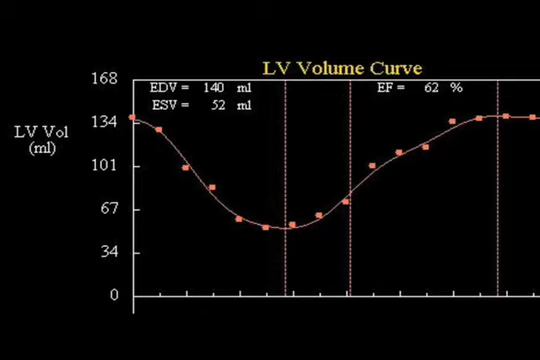 LV Volume Curve
EDV = 140 ml
ESV = 52 ml
EF = 62 %
LV Vol
(ml)
168
134
101
67
34
0